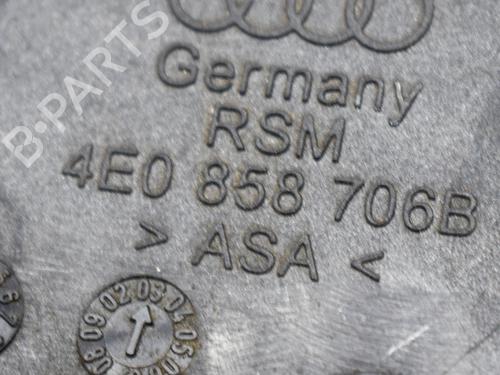 Germany
RSM
4E0 858 706B
> ASA <
B-PARTS